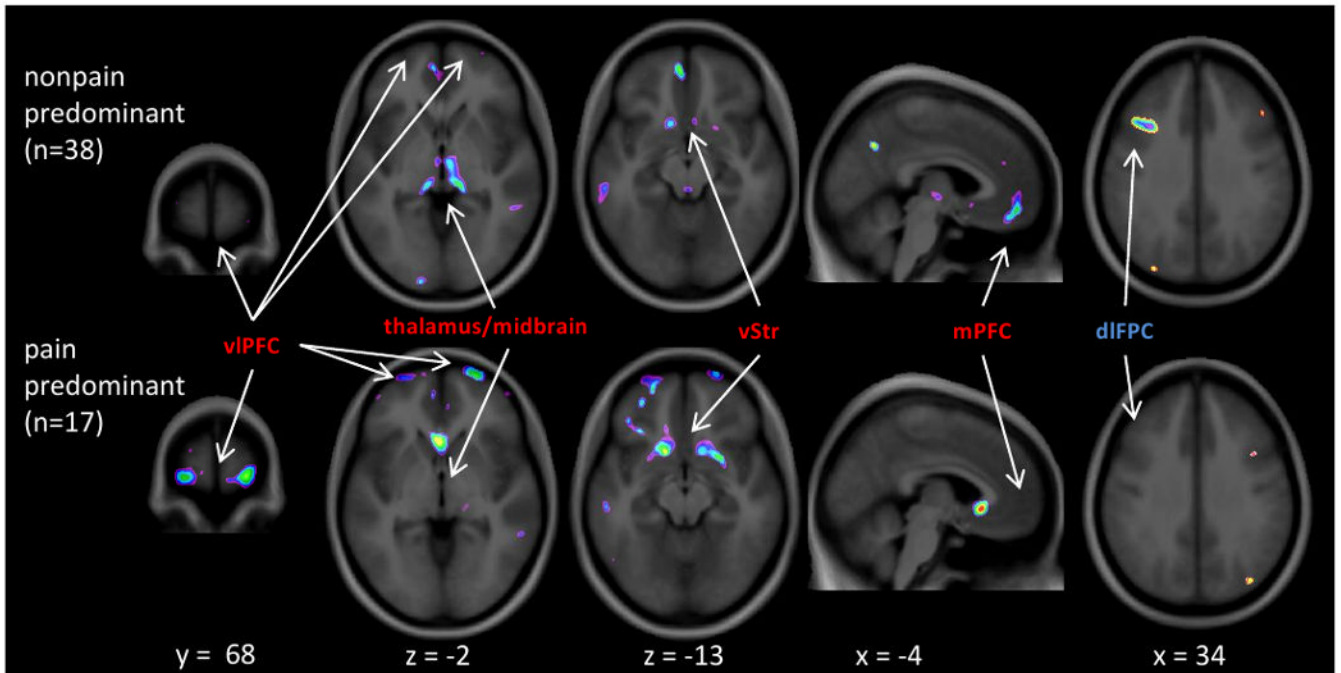 nonpain
predominant
(n=38)
vlPFC
thalamus/midbrain
vStr
mPFC
dlFPC
pain
predominant
(n=17)
y = 68
z = -2
z = -13
x = -4
x = 34